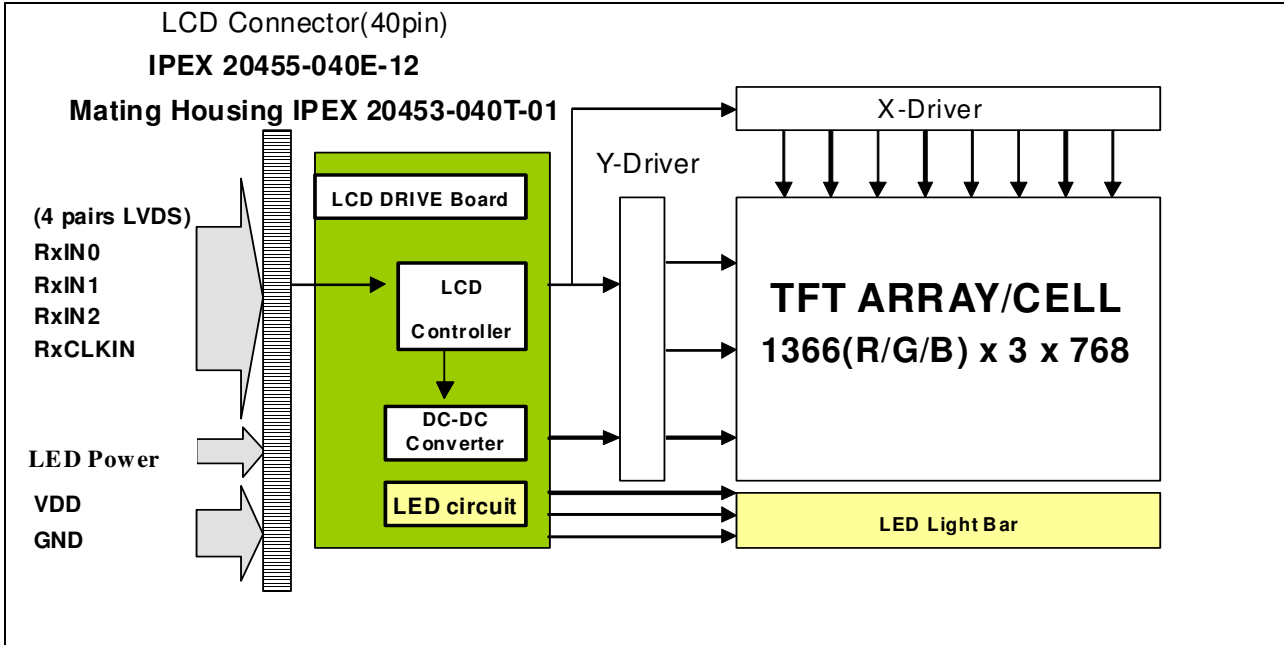 LCD Connector(40pin)
IPEX 20455-040E-12
Mating Housing IPEX 20453-040T-01
X-Driver
Y-Driver
LCD DRIVE Board
(4 pairs LVDS)
RxIN0
RxIN1
RxIN2
RxCLKIN
LCD
Controller
TFT ARRAY/CELL
1366(R/G/B) x 3 x 768
DC-DC
Converter
LED Power
VDD
GND
LED circuit
LED Light Bar